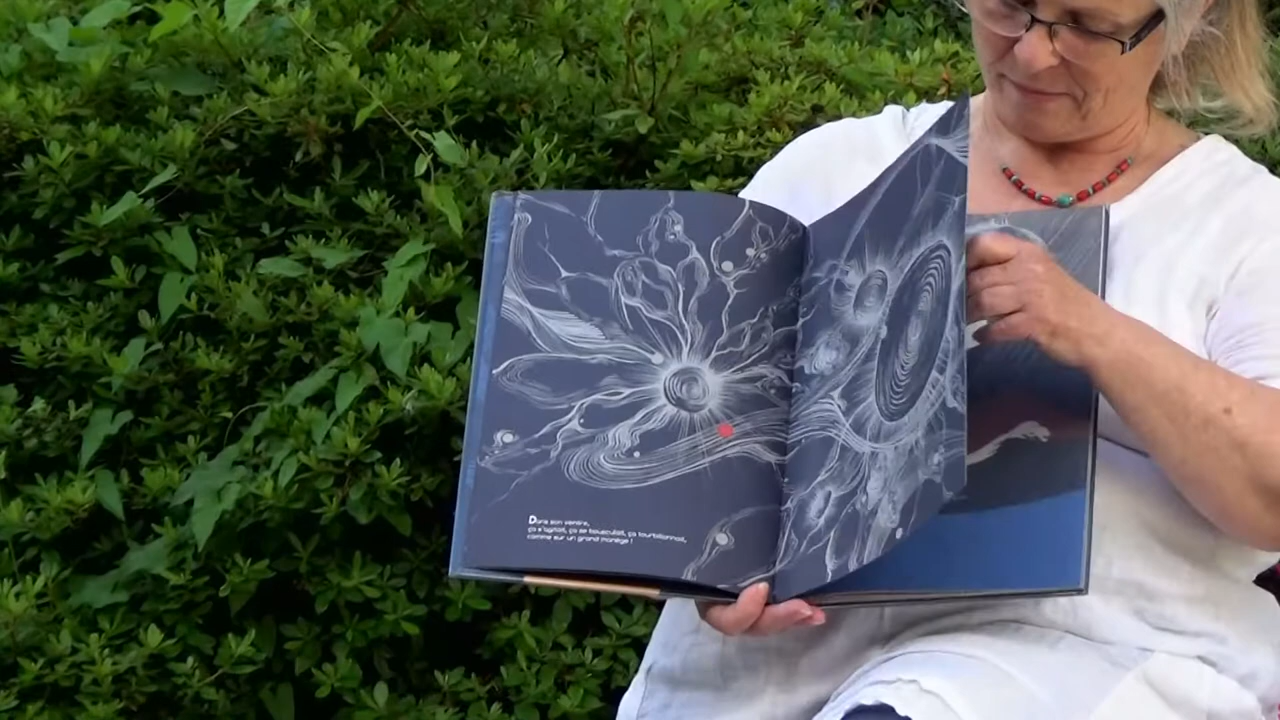 Dans son ventre,
ça s'agitait, ça se bousculait, ça tourbillonnait,
comme sur un grand manège !